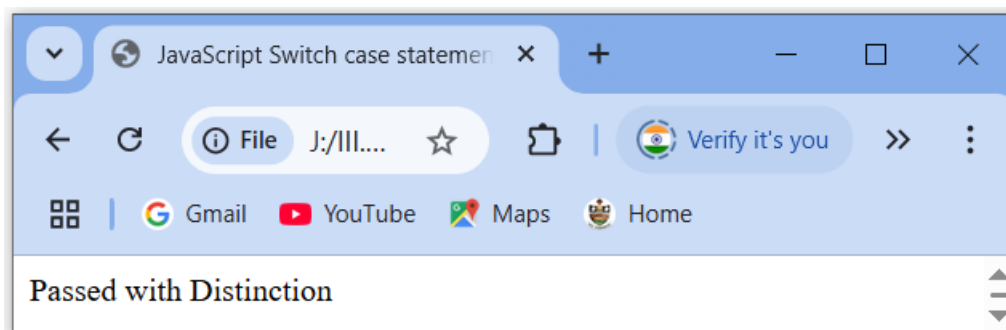 JavaScript Switch case statemen
File J:/III.... Verify it's you
Gmail YouTube Maps Home
Passed with Distinction